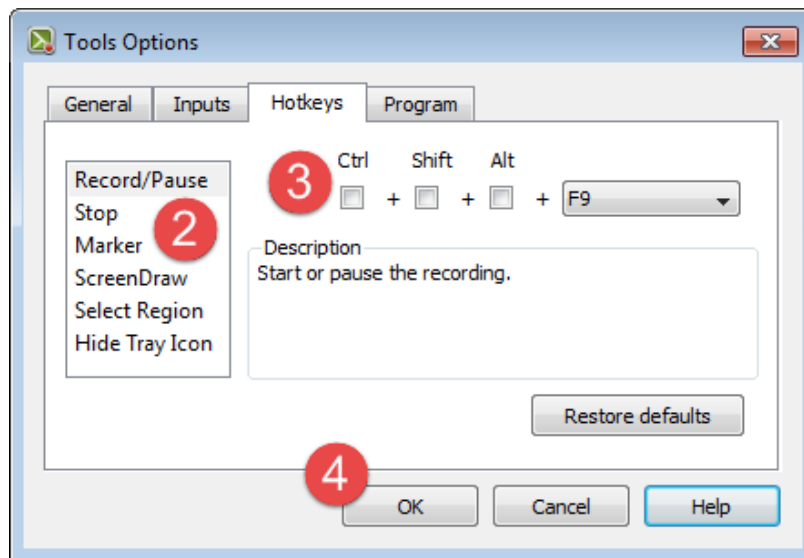 Tools Options
General Inputs Hotkeys Program
Ctrl Shift Alt
3 + + + F9
Record/Pause
Stop
2
Marker
ScreenDraw
Select Region
Hide Tray Icon
Description
Start or pause the recording.
Restore defaults
4
OK Cancel Help